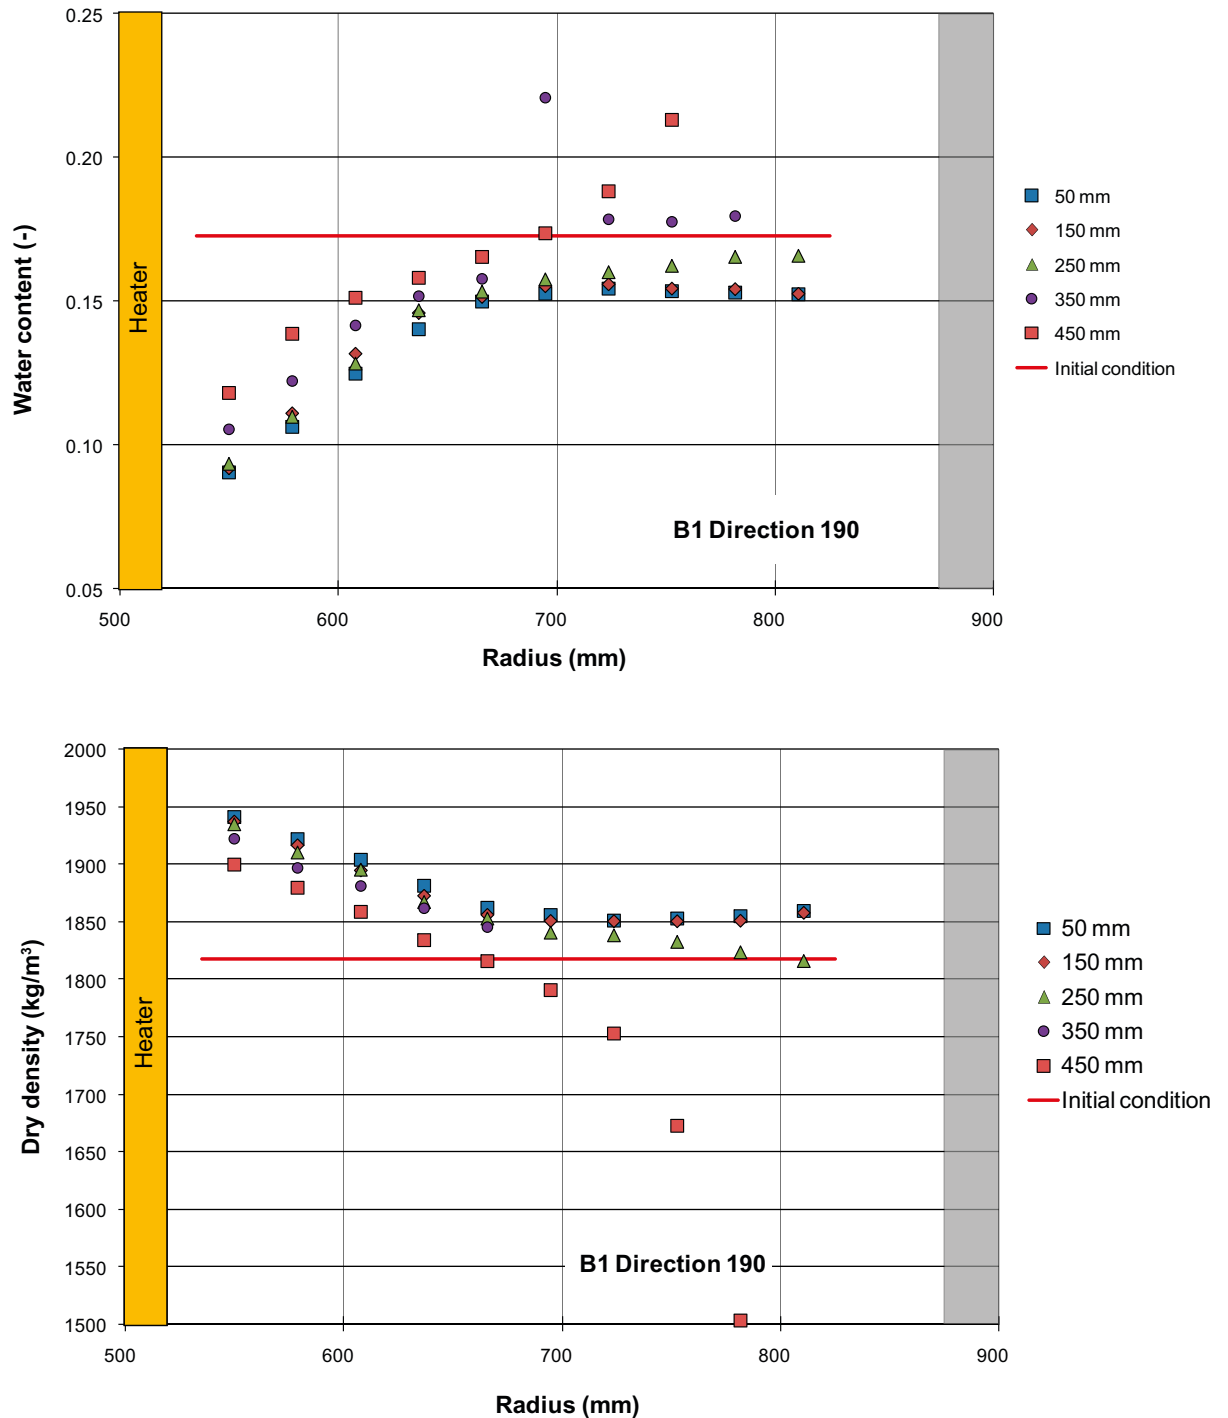 0.25
0.20
0.15
0.10
0.05
Water content (-)
Heater
B1 Direction 190
500
600
700
800
900
Radius (mm)
50 mm
150 mm
250 mm
350 mm
450 mm
Initial condition
2000
1950
1900
1850
1800
1750
1700
1650
1600
1550
1500
Dry density (kg/m³)
Heater
B1 Direction 190
500
600
700
800
900
Radius (mm)
50 mm
150 mm
250 mm
350 mm
450 mm
Initial condition